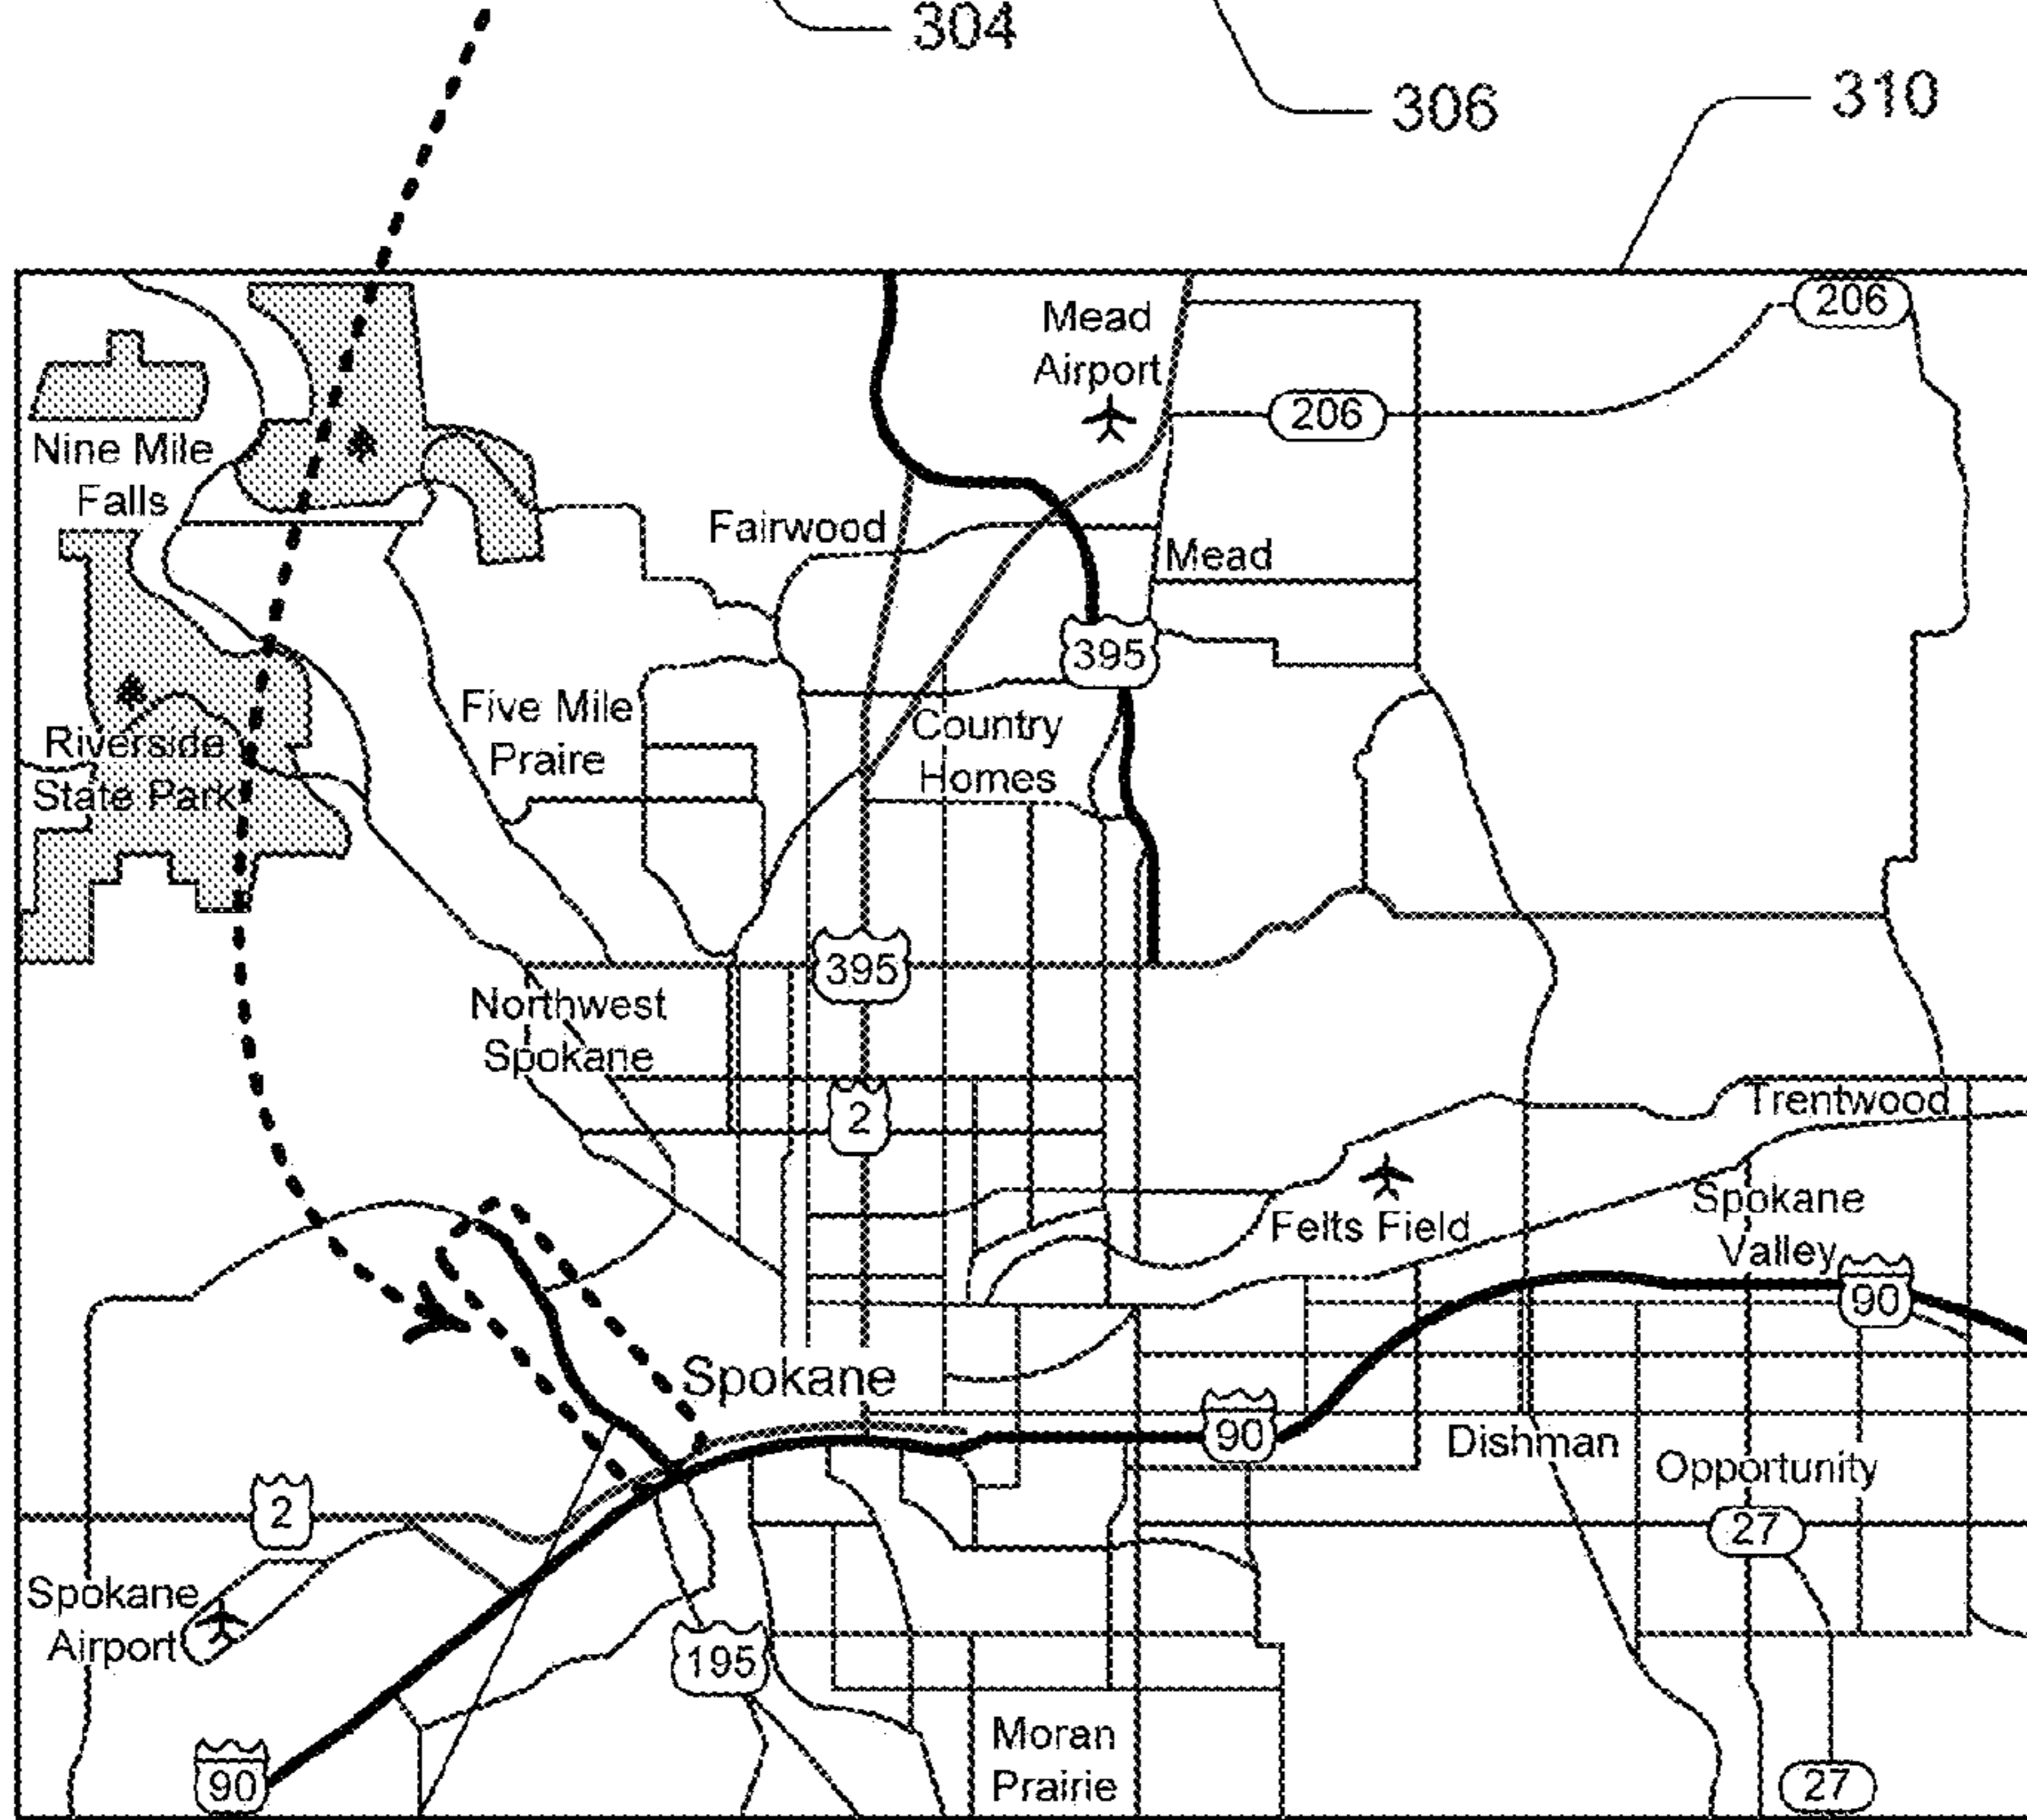 304
306
310
206
Mead
Airport
206
Nine Mile
Falls
Fairwood
Mead
395
Five Mile
Praire
Country
Homes
Riverside
State Park
395
Northwest
Spokane
2
Trentwood
Felts Field
Spokane
Valley
90
Spokane
90
Dishman
Opportunity
2
27
Spokane
Airport
195
Moran
Prairie
90
27